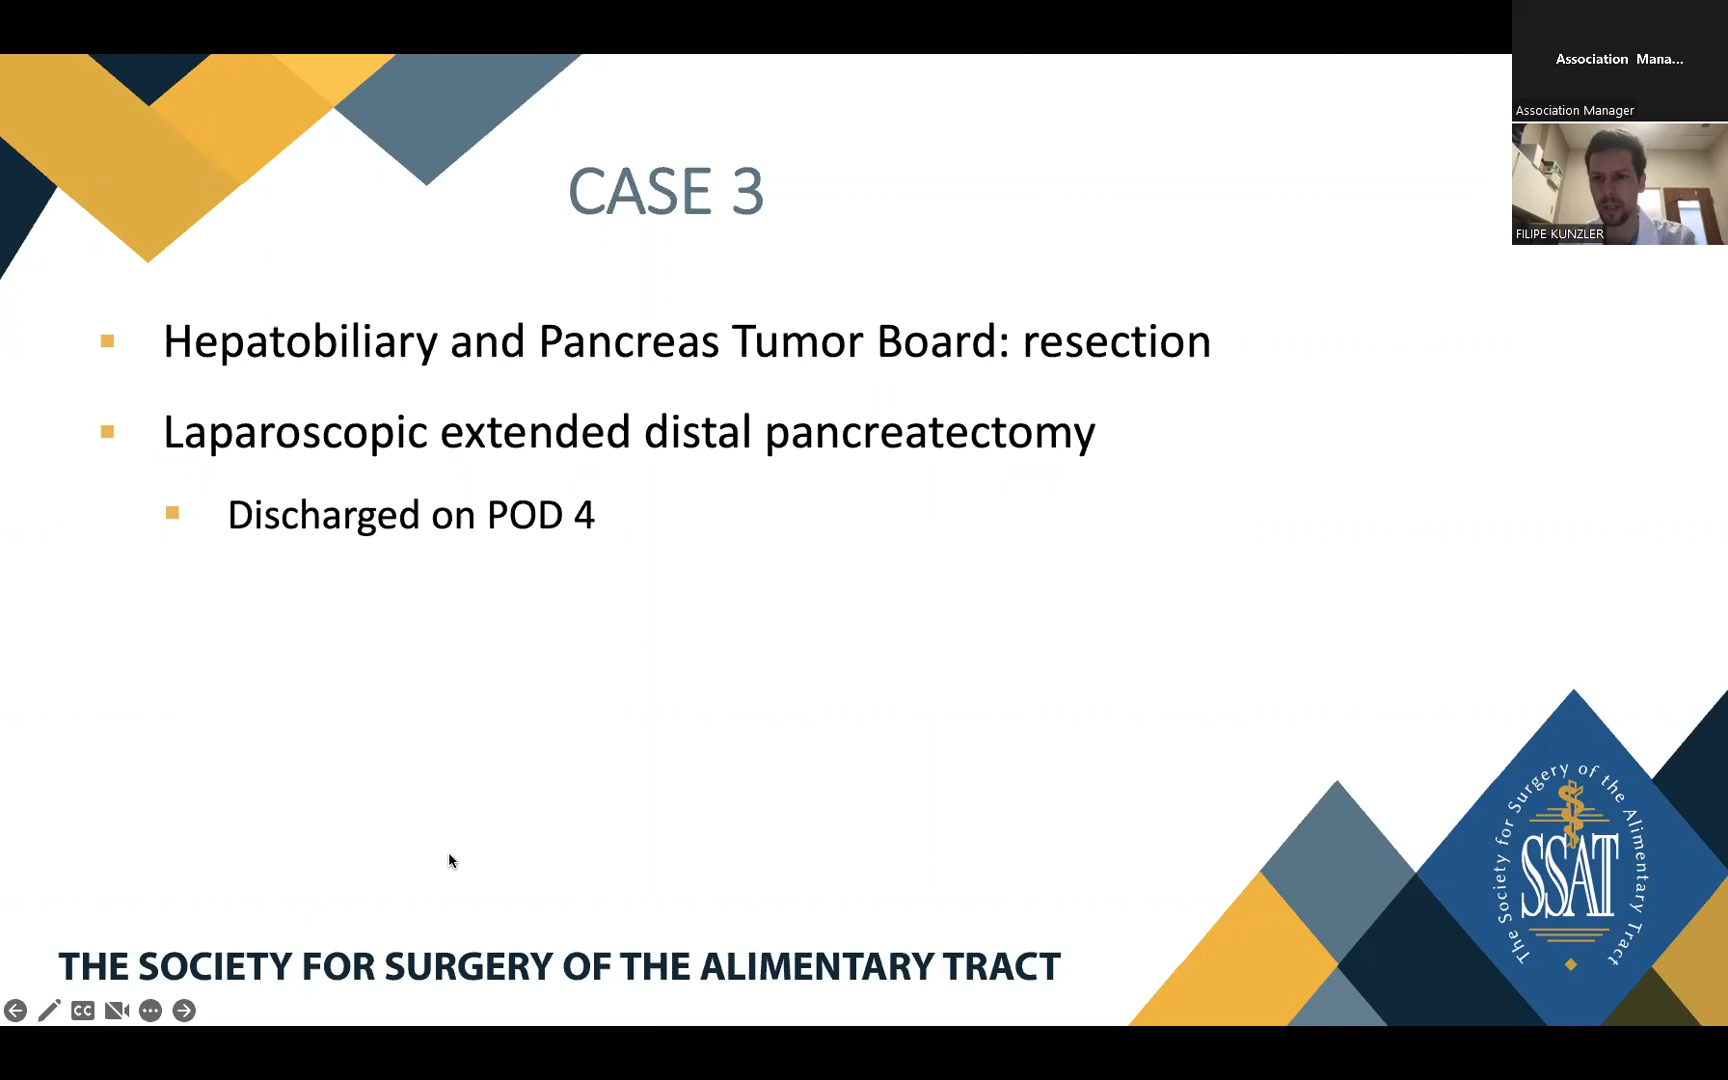 Association Mana...
Association Manager
FILIPE KUNZLER
CASE 3
Hepatobiliary and Pancreas Tumor Board: resection
Laparoscopic extended distal pancreatectomy
Discharged on POD 4
The Society for Surgery of the Alimentary Tract
SSAT
THE SOCIETY FOR SURGERY OF THE ALIMENTARY TRACT
CC